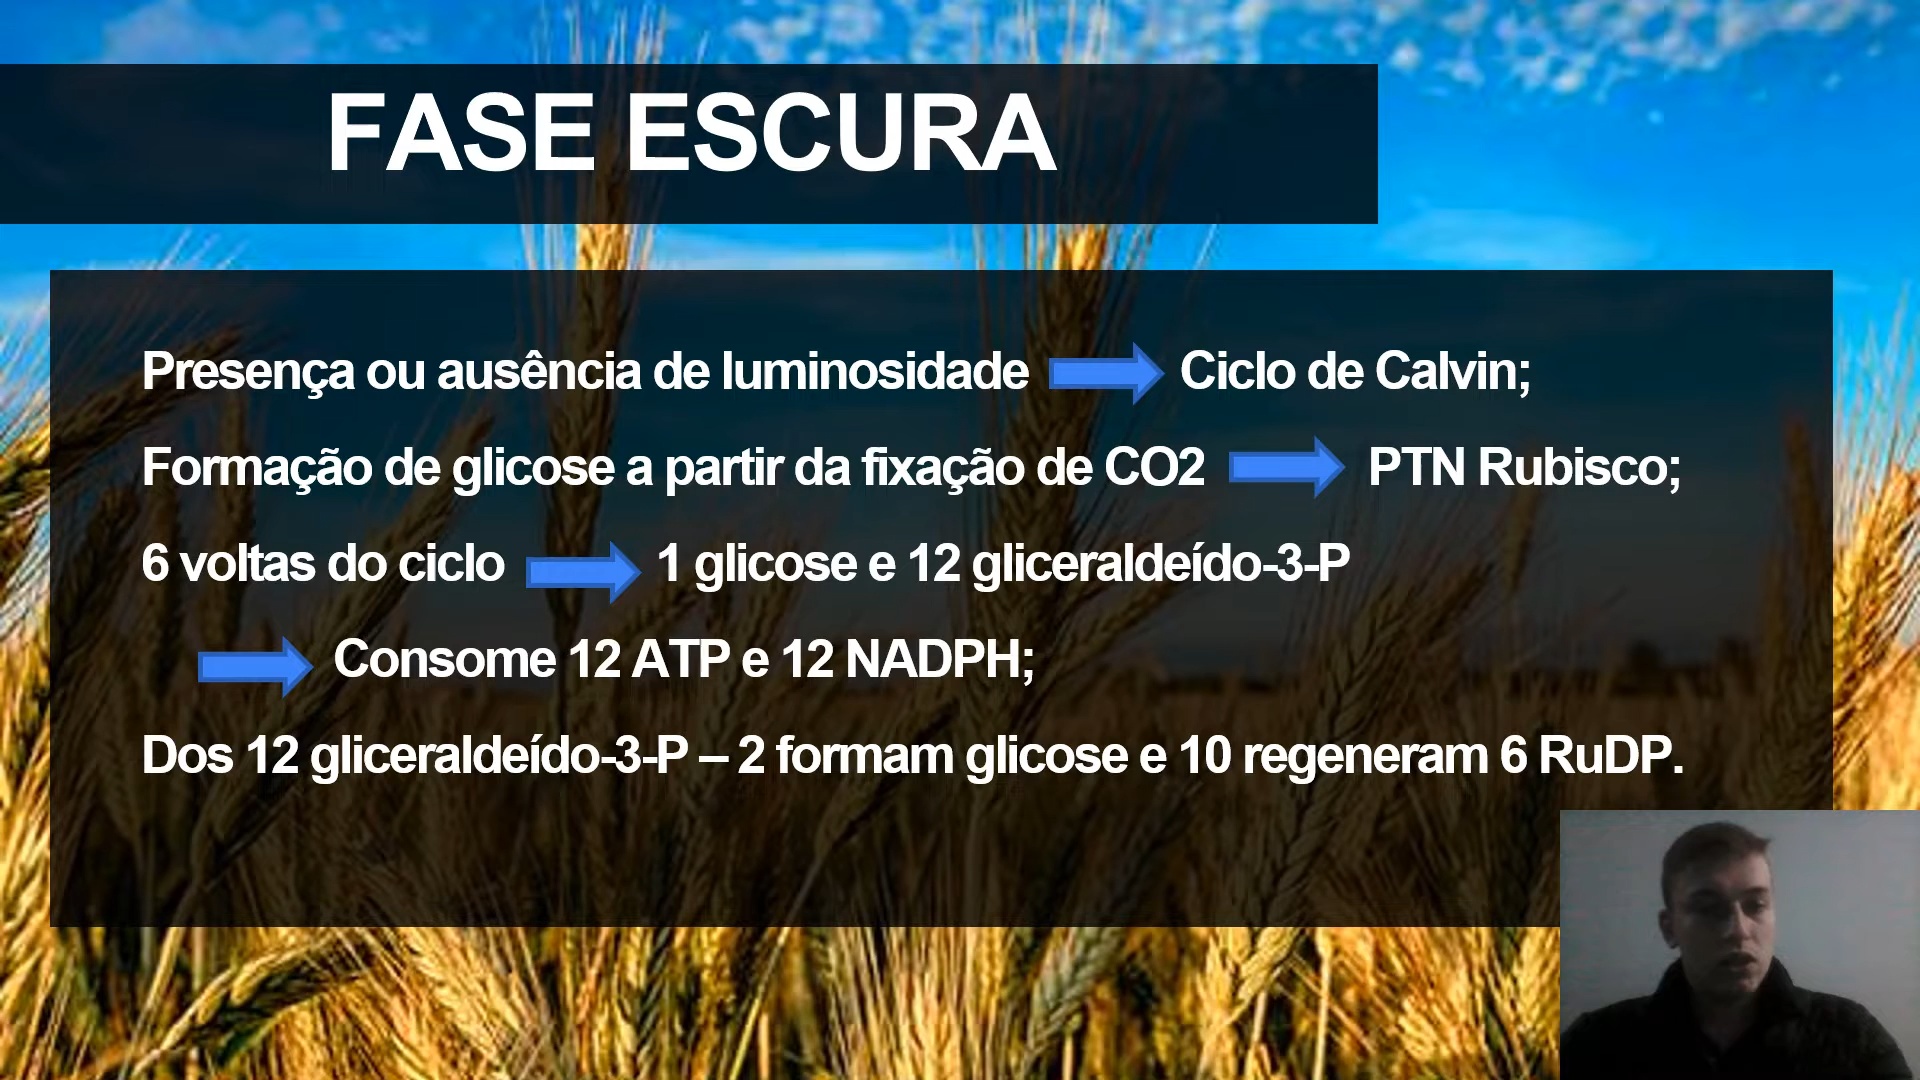 FASE ESCURA
Presença ou ausência de luminosidade Ciclo de Calvin;
Formação de glicose a partir da fixação de CO2 PTN Rubisco;
6 voltas do ciclo 1 glicose e 12 gliceraldeído-3-P
Consome 12 ATP e 12 NADPH;
Dos 12 gliceraldeído-3-P – 2 formam glicose e 10 regeneram 6 RuDP.